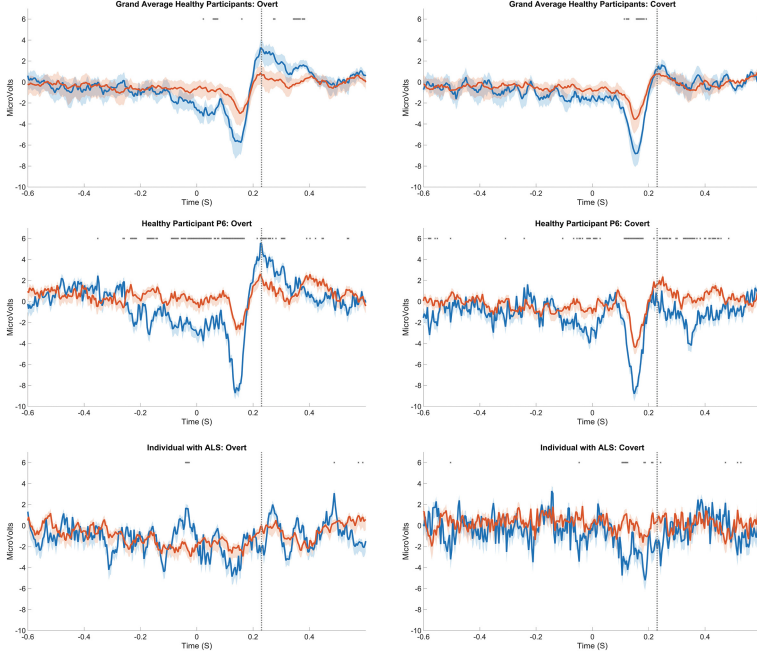 Grand Average Healthy Participants: Overt
6
4
2
0
-2
-4
-6
-8
-10
MicroVolts
-0.6 -0.4 -0.2 0 0.2 0.4
Time (S)
Grand Average Healthy Participants: Covert
6
4
2
0
-2
-4
-6
-8
-10
MicroVolts
-0.6 -0.4 -0.2 0 0.2 0.4
Time (S)
Healthy Participant P6: Overt
6
4
2
0
-2
-4
-6
-8
-10
MicroVolts
-0.6 -0.4 -0.2 0 0.2 0.4
Time (S)
Healthy Participant P6: Covert
6
4
2
0
-2
-4
-6
-8
-10
MicroVolts
-0.6 -0.4 -0.2 0 0.2 0.4
Time (S)
Individual with ALS: Overt
6
4
2
0
-2
-4
-6
-8
-10
MicroVolts
-0.6 -0.4 -0.2 0 0.2 0.4
Time (S)
Individual with ALS: Covert
6
4
2
0
-2
-4
-6
-8
-10
MicroVolts
-0.6 -0.4 -0.2 0 0.2 0.4
Time (S)